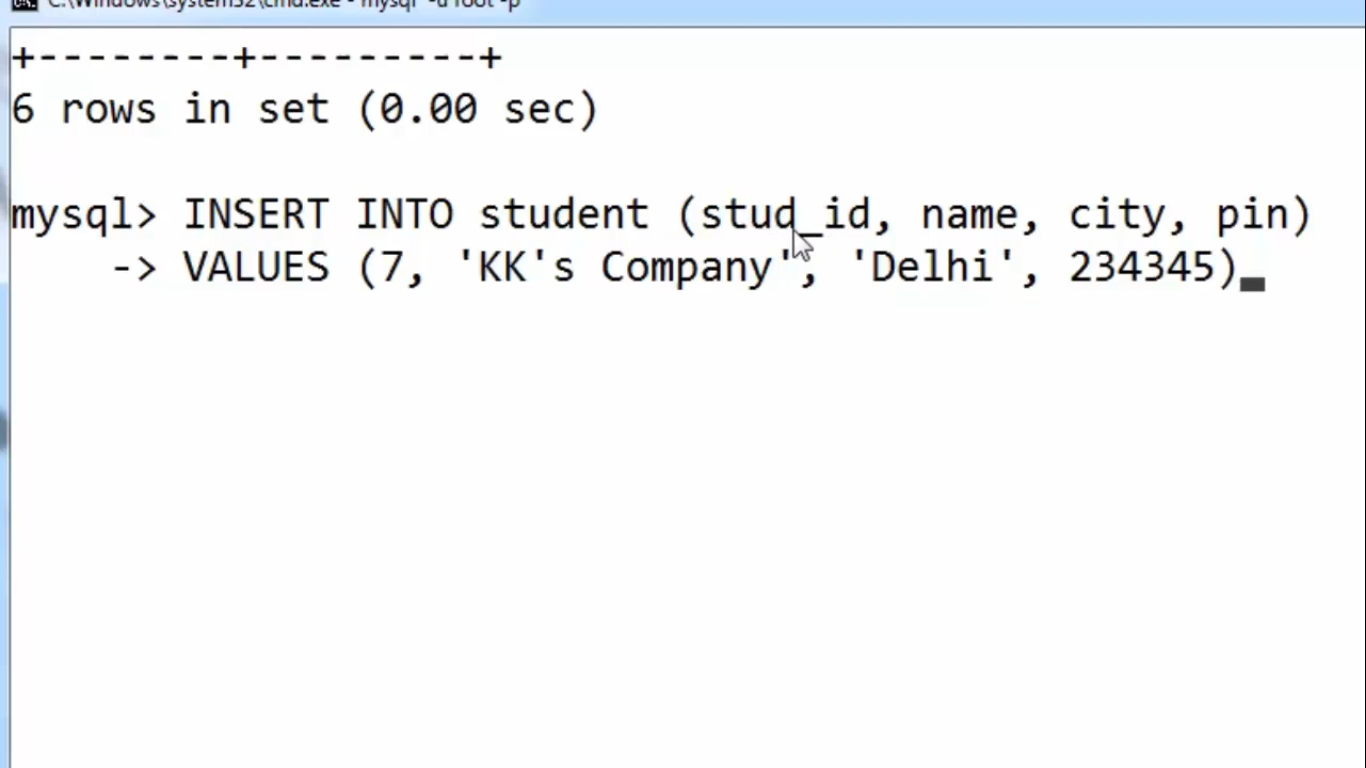 C:\Windows\system32\cmd.exe - mysql -u root -p
+--------+---------+
6 rows in set (0.00 sec)
mysql> INSERT INTO student (stud_id, name, city, pin)
-> VALUES (7, 'KK's Company', 'Delhi', 234345)